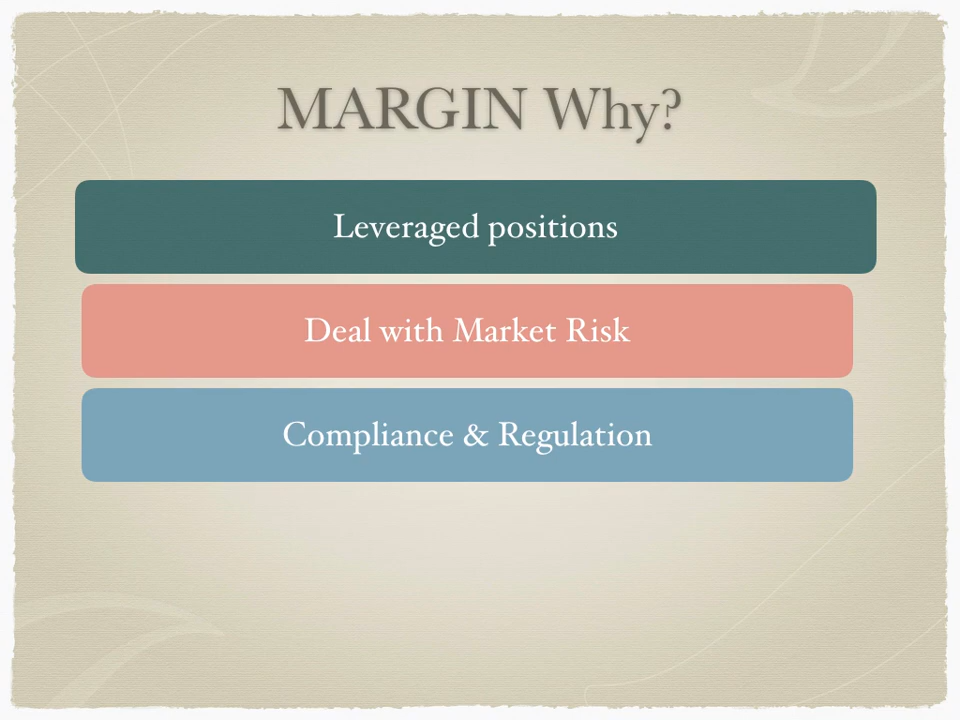 MARGIN Why?
Leveraged positions
Deal with Market Risk
Compliance & Regulation